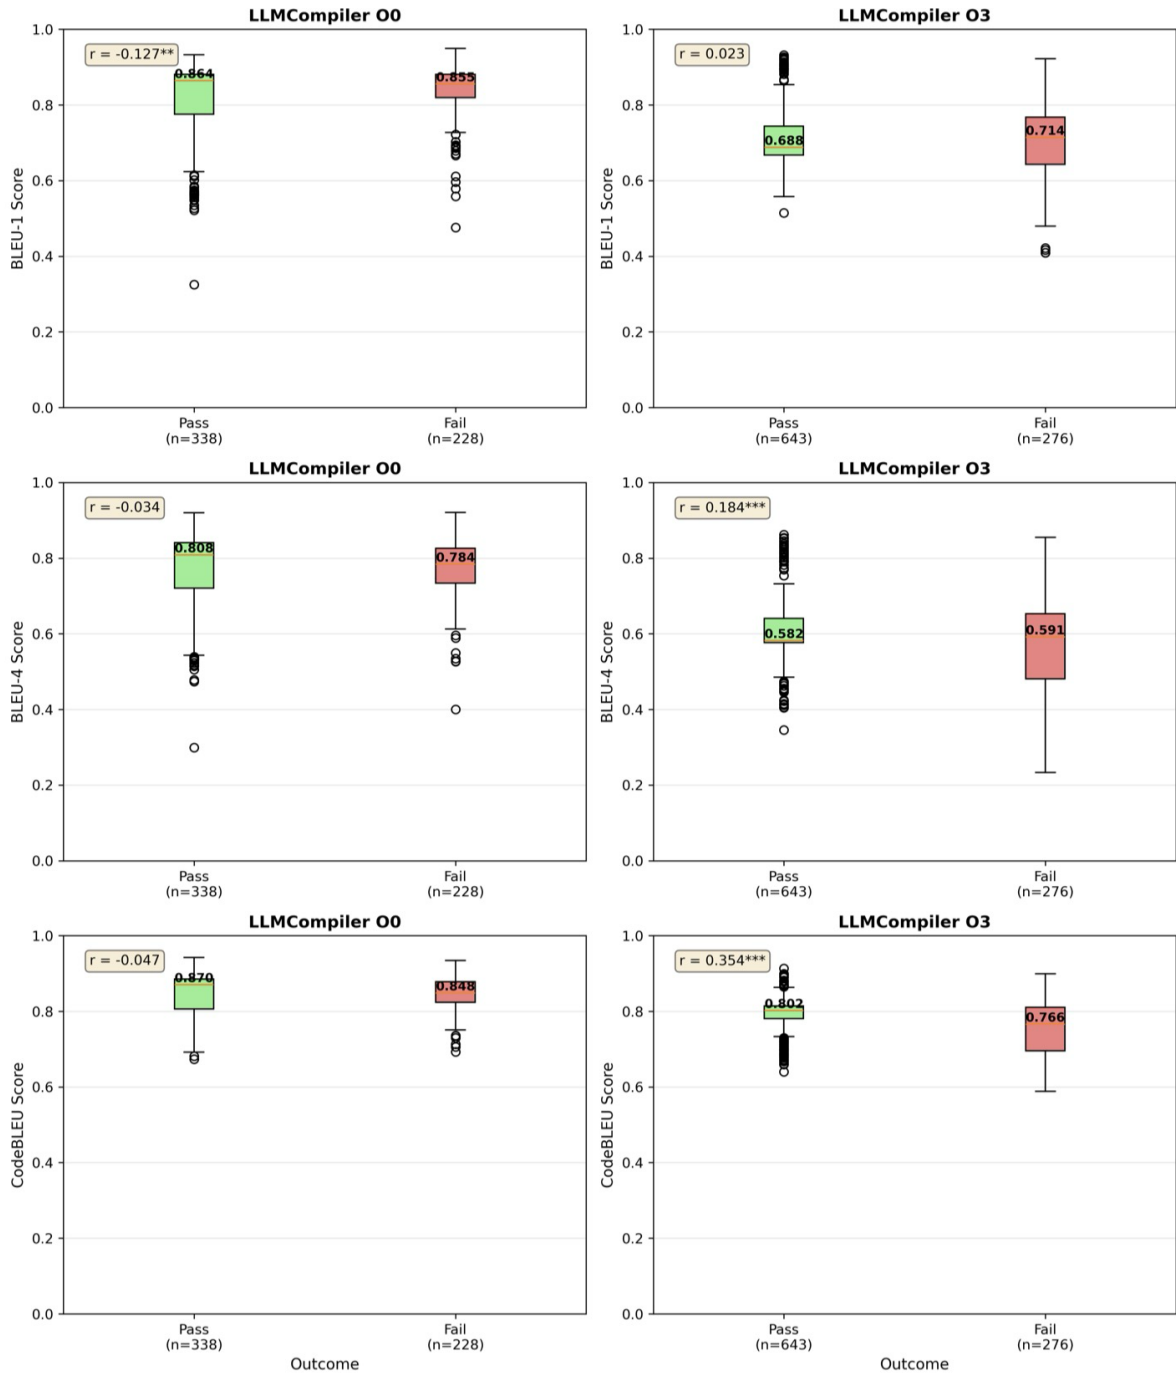 LLMCompiler O0
1.0
0.8
0.6
0.4
0.2
0.0
BLEU-1 Score
r = -0.127**
0.864
0.855
Pass
(n=338)
Fail
(n=228)
LLMCompiler O3
1.0
0.8
0.6
0.4
0.2
0.0
BLEU-1 Score
r = 0.023
0.688
0.714
Pass
(n=643)
Fail
(n=276)
LLMCompiler O0
1.0
0.8
0.6
0.4
0.2
0.0
BLEU-4 Score
r = -0.034
0.808
0.784
Pass
(n=338)
Fail
(n=228)
LLMCompiler O3
1.0
0.8
0.6
0.4
0.2
0.0
BLEU-4 Score
r = 0.184***
0.582
0.591
Pass
(n=643)
Fail
(n=276)
LLMCompiler O0
1.0
0.8
0.6
0.4
0.2
0.0
CodeBLEU Score
r = -0.047
0.870
0.848
Pass
(n=338)
Fail
(n=228)
Outcome
LLMCompiler O3
1.0
0.8
0.6
0.4
0.2
0.0
CodeBLEU Score
r = 0.354***
0.802
0.766
Pass
(n=643)
Fail
(n=276)
Outcome